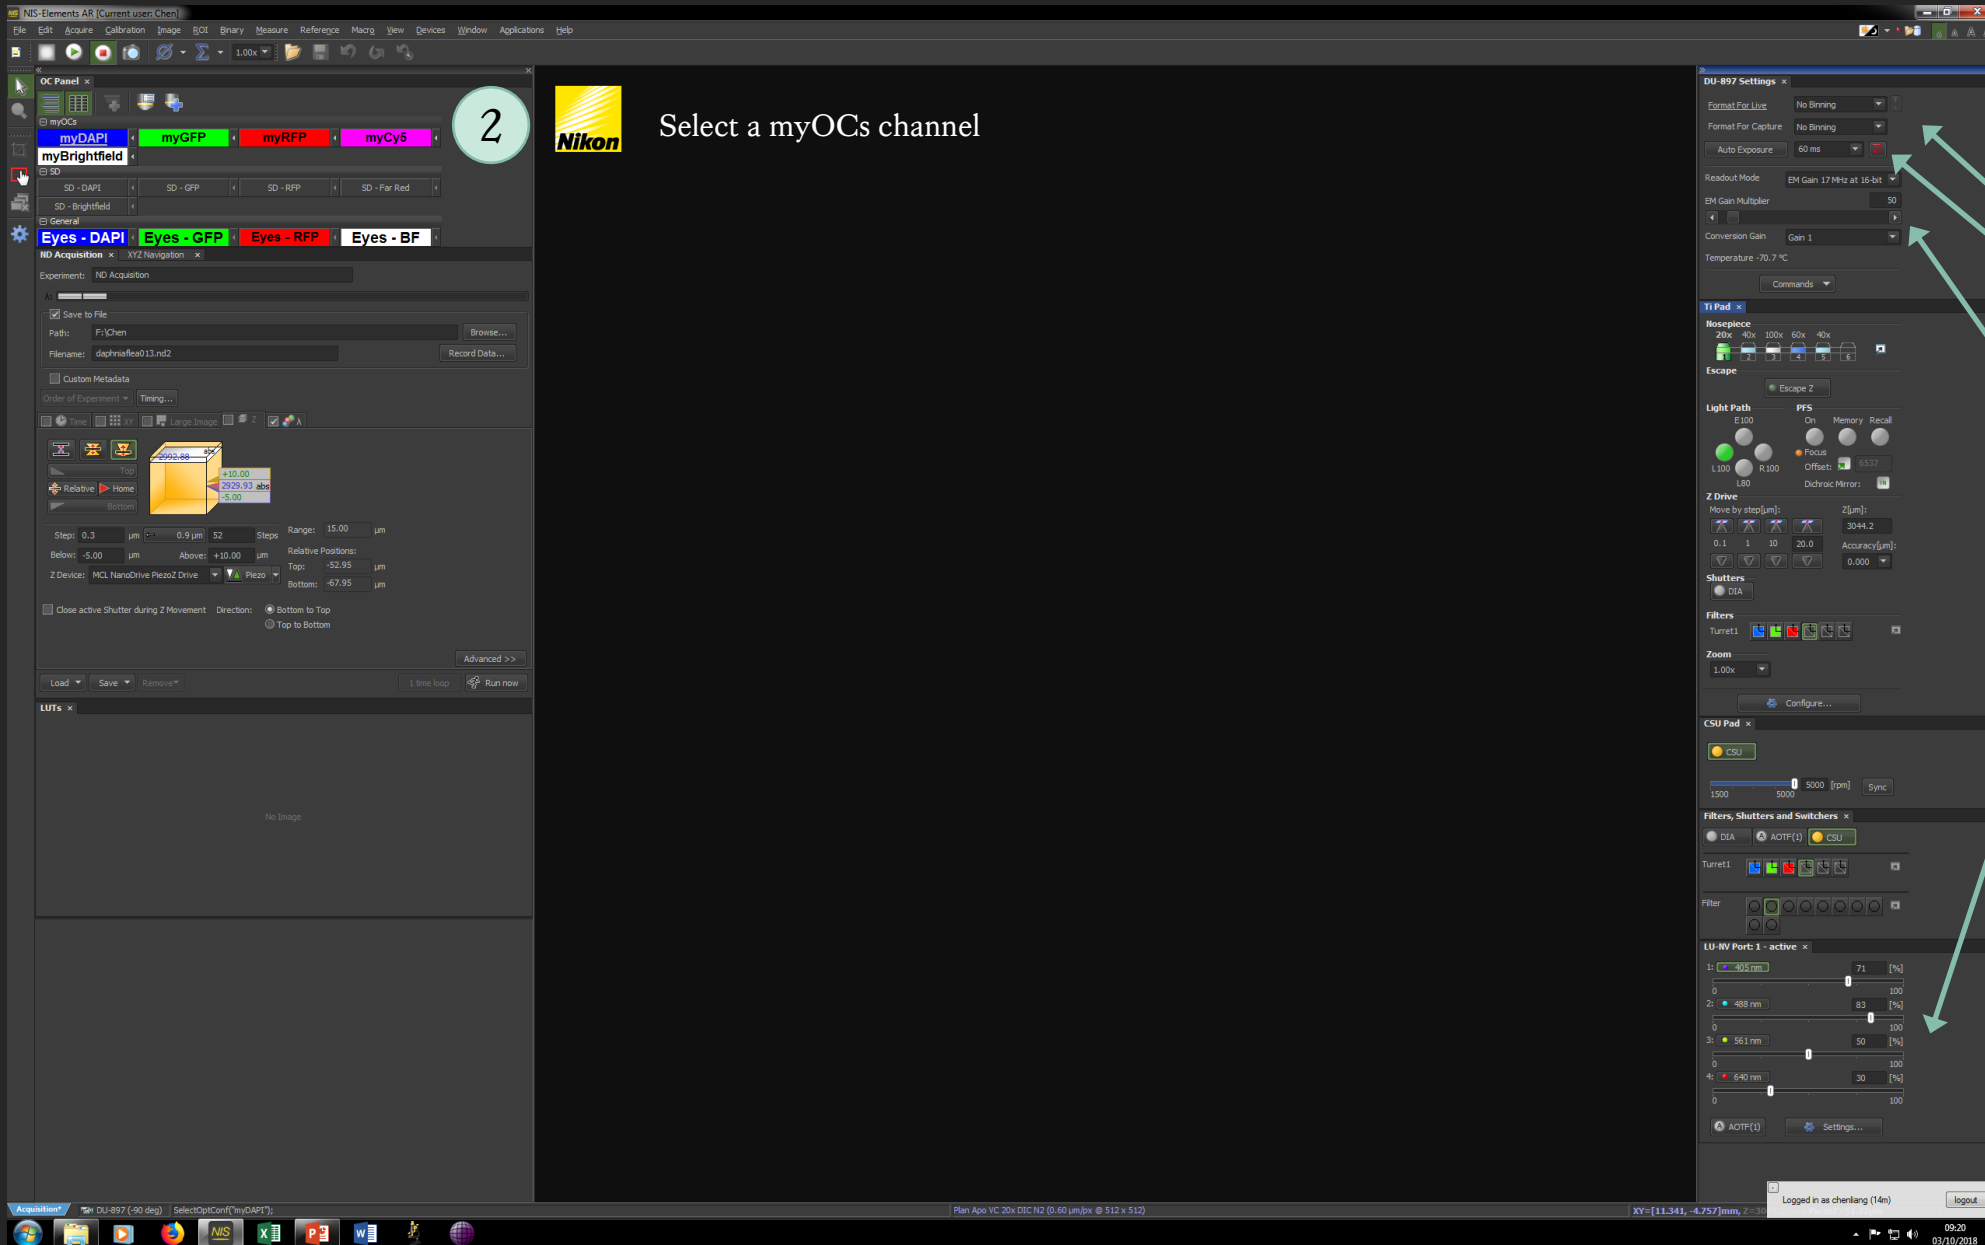 NIS-Elements AR [Current user: Chen]
File Edit Acquire Calibration Image ROI Binary Measure Reference Macro View Devices Window Applications Help
1.00x
OC Panel ×
myOCs
myDAPI myGFP myRFP myCy5
myBrightfield
SD
SD - DAPI SD - GFP SD - RFP SD - Far Red
SD - Brightfield
General
Eyes - DAPI Eyes - GFP Eyes - RFP Eyes - BF
2
Nikon
Select a myOCs channel
ND Acquisition × XYZ Navigation ×
Experiment: ND Acquisition
λ:
Save to File
Path: F:\Chen Browse...
Filename: daphniaflea013.nd2 Record Data...
Custom Metadata
Order of Experiment Timing...
Time XY Large Image Z λ
2992.88 abs
+10.00
2929.93 abs
-5.00
Top
Relative Home
Bottom
Step: 0.3 µm 0.9 µm 52 Steps Range: 15.00 µm
Below: -5.00 µm Above: +10.00 µm Relative Positions:
Top: -52.95 µm
Z Device: MCL NanoDrive PiezoZ Drive Piezo
Bottom: -67.95 µm
Close active Shutter during Z Movement Direction: Bottom to Top
Top to Bottom
Advanced >>
Load Save Remove 1 time loop Run now
LUTs ×
No Image
DU-897 Settings ×
Format For Live No Binning
Format For Capture No Binning
Auto Exposure 60 ms
Readout Mode EM Gain 17 MHz at 16-bit
EM Gain Multiplier 50
Conversion Gain Gain 1
Temperature -70.7 °C
Commands
Ti Pad ×
Nosepiece
20x 40x 100x 60x 40x
1 2 3 4 5 6
Escape
Escape Z
Light Path PFS
E100 On Memory Recall
Focus
L100 R100 Offset: 6537
L80 Dichroic Mirror: IN
Z Drive
Move by step[µm]: Z[µm]:
3044.2
0.1 1 10 20.0 Accuracy[µm]:
0.000
Shutters
DIA
Filters
Turret1
Zoom
1.00x
Configure...
CSU Pad ×
CSU
5000 [rpm] Sync
1500 5000
Filters, Shutters and Switchers ×
DIA AOTF(1) CSU
Turret1
Filter
LU-NV Port: 1 - active ×
1: 405 nm 71 [%]
0 100
2: 488 nm 83 [%]
0 100
3: 561 nm 50 [%]
0 100
4: 640 nm 30 [%]
0 100
AOTF(1) Settings...
Logged in as chenliang (14m) logout
Acquisition* DU-897 (-90 deg) SelectOptConf("myDAPI"); Plan Apo VC 20x DIC N2 (0.60 µm/px @ 512 x 512) XY=[11.341, -4.757]mm,
NIS
09:20
03/10/2018